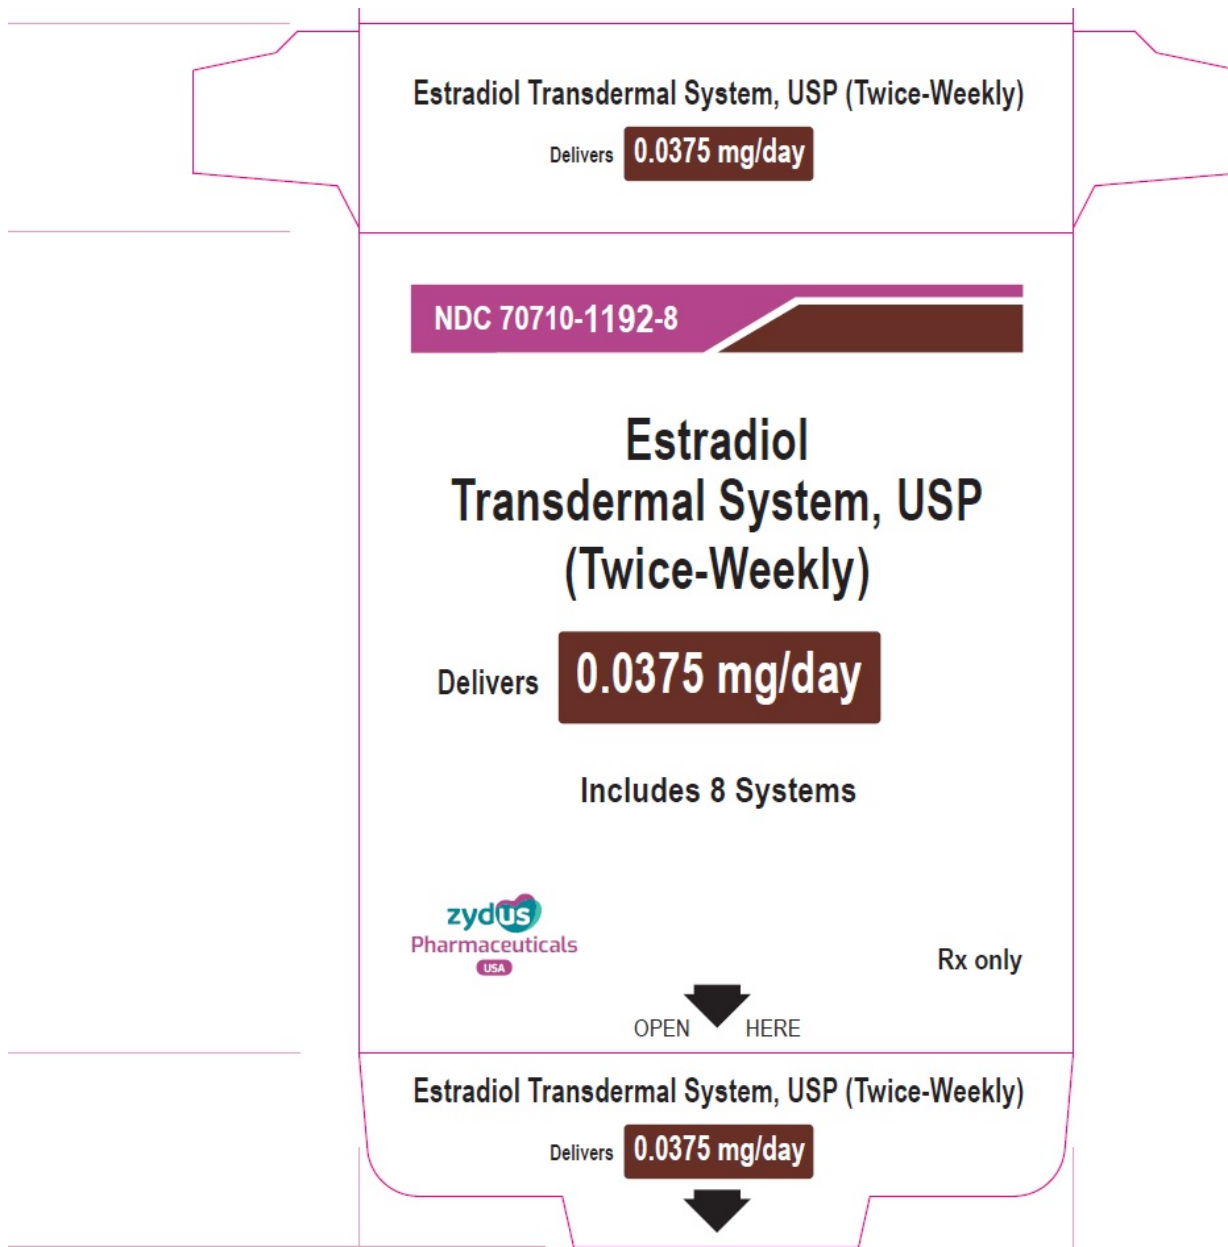 Estradiol Transdermal System, USP (Twice-Weekly)
Delivers 0.0375 mg/day
NDC 70710-1192-8
Estradiol
Transdermal System, USP
(Twice-Weekly)
Delivers 0.0375 mg/day
Includes 8 Systems
zydus
Pharmaceuticals
USA
Rx only
OPEN HERE
Estradiol Transdermal System, USP (Twice-Weekly)
Delivers 0.0375 mg/day